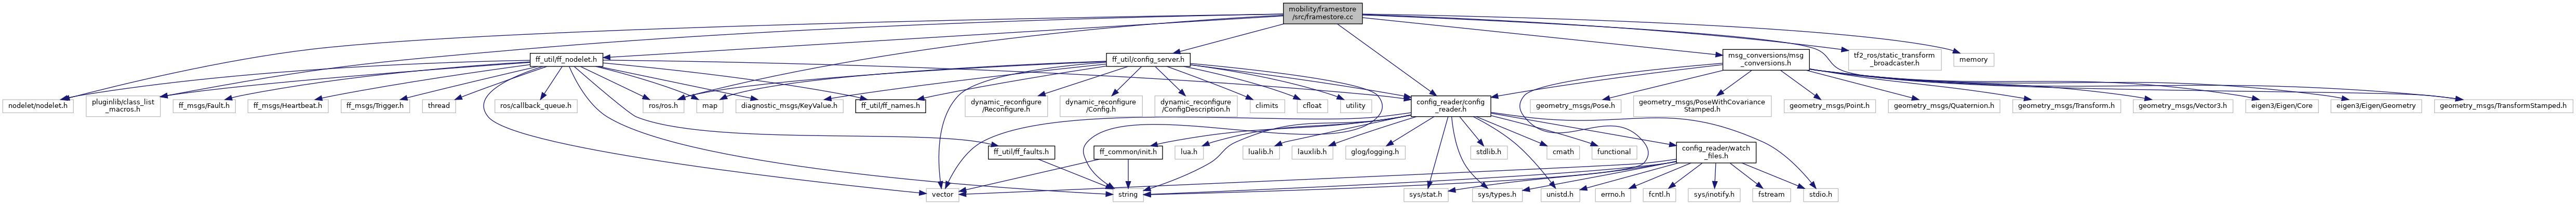 mobility/framestore
/src/framestore.cc
ff_util/ff_nodelet.h
ff_util/config_server.h
msg_conversions/msg
_conversions.h
tf2_ros/static_transform
_broadcaster.h
memory
nodelet/nodelet.h
pluginlib/class_list
_macros.h
ff_msgs/Fault.h
ff_msgs/Heartbeat.h
ff_msgs/Trigger.h
thread
ros/callback_queue.h
ros/ros.h
map
diagnostic_msgs/KeyValue.h
ff_util/ff_names.h
dynamic_reconfigure
/Reconfigure.h
dynamic_reconfigure
/Config.h
dynamic_reconfigure
/ConfigDescription.h
climits
cfloat
utility
config_reader/config
_reader.h
geometry_msgs/Pose.h
geometry_msgs/PoseWithCovariance
Stamped.h
geometry_msgs/Point.h
geometry_msgs/Quaternion.h
geometry_msgs/Transform.h
geometry_msgs/Vector3.h
eigen3/Eigen/Core
eigen3/Eigen/Geometry
geometry_msgs/TransformStamped.h
ff_util/ff_faults.h
ff_common/init.h
lua.h
lualib.h
lauxlib.h
glog/logging.h
stdlib.h
cmath
functional
config_reader/watch
_files.h
vector
string
sys/stat.h
sys/types.h
unistd.h
errno.h
fcntl.h
sys/inotify.h
fstream
stdio.h